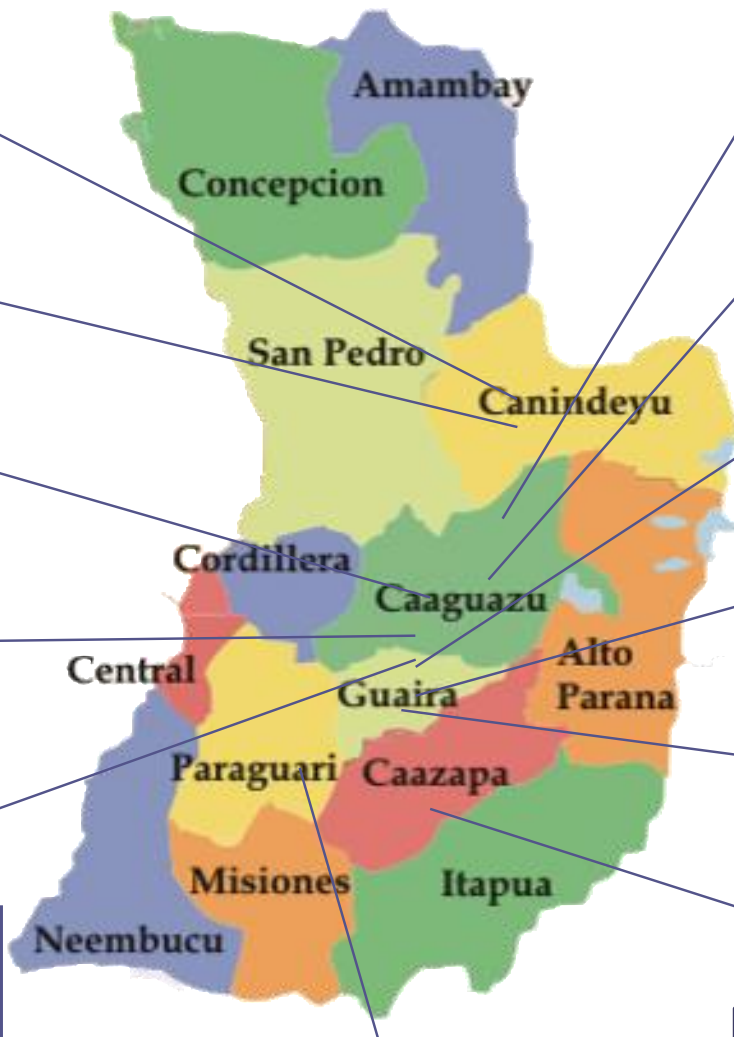 Amambay
Concepcion
San Pedro
Canindeyu
Cordillera
Caaguazu
Central
Guaira
Alto
Parana
Paraguari
Caazapa
Misiones
Itapua
Neembucu